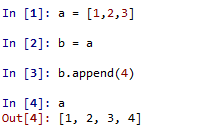 In [1]: a = [1,2,3]
In [2]: b = a
In [3]: b.append(4)
In [4]: a
Out[4]: [1, 2, 3, 4]